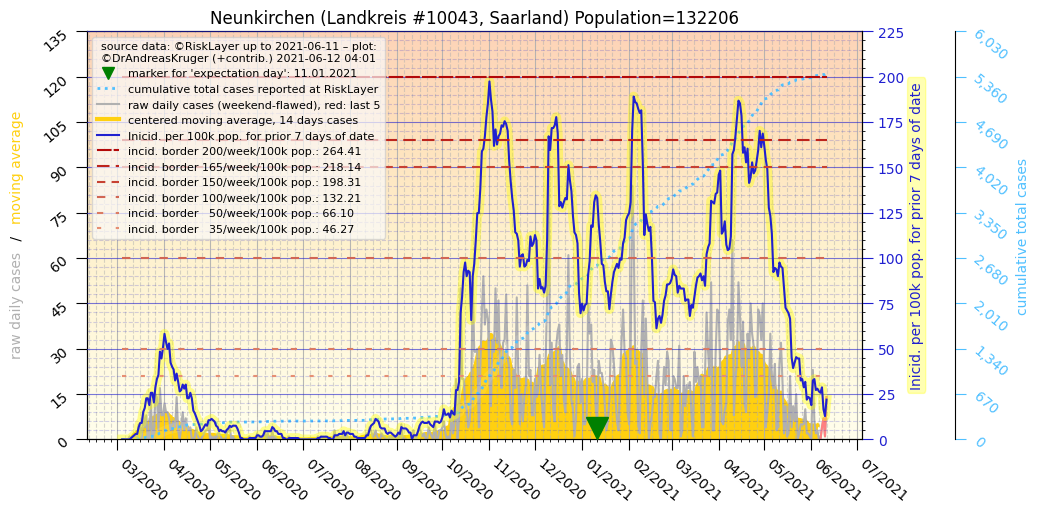 Neunkirchen (Landkreis #10043, Saarland) Population=132206
source data: ©RiskLayer up to 2021-06-11 – plot:
©DrAndreasKruger (+contrib.) 2021-06-12 04:01
marker for 'expectation day': 11.01.2021
cumulative total cases reported at RiskLayer
raw daily cases (weekend-flawed), red: last 5
centered moving average, 14 days cases
Inicid. per 100k pop. for prior 7 days of date
incid. border 200/week/100k pop.: 264.41
incid. border 165/week/100k pop.: 218.14
incid. border 150/week/100k pop.: 198.31
incid. border 100/week/100k pop.: 132.21
incid. border   50/week/100k pop.: 66.10
incid. border   35/week/100k pop.: 46.27
raw daily cases / moving average
135
120
105
90
75
60
45
30
15
0
225
200
175
150
125
100
75
50
25
0
Inicid. per 100k pop. for prior 7 days of date
6,030
5,360
4,690
4,020
3,350
2,680
2,010
1,340
670
0
cumulative total cases
03/2020
04/2020
05/2020
06/2020
07/2020
08/2020
09/2020
10/2020
11/2020
12/2020
01/2021
02/2021
03/2021
04/2021
05/2021
06/2021
07/2021